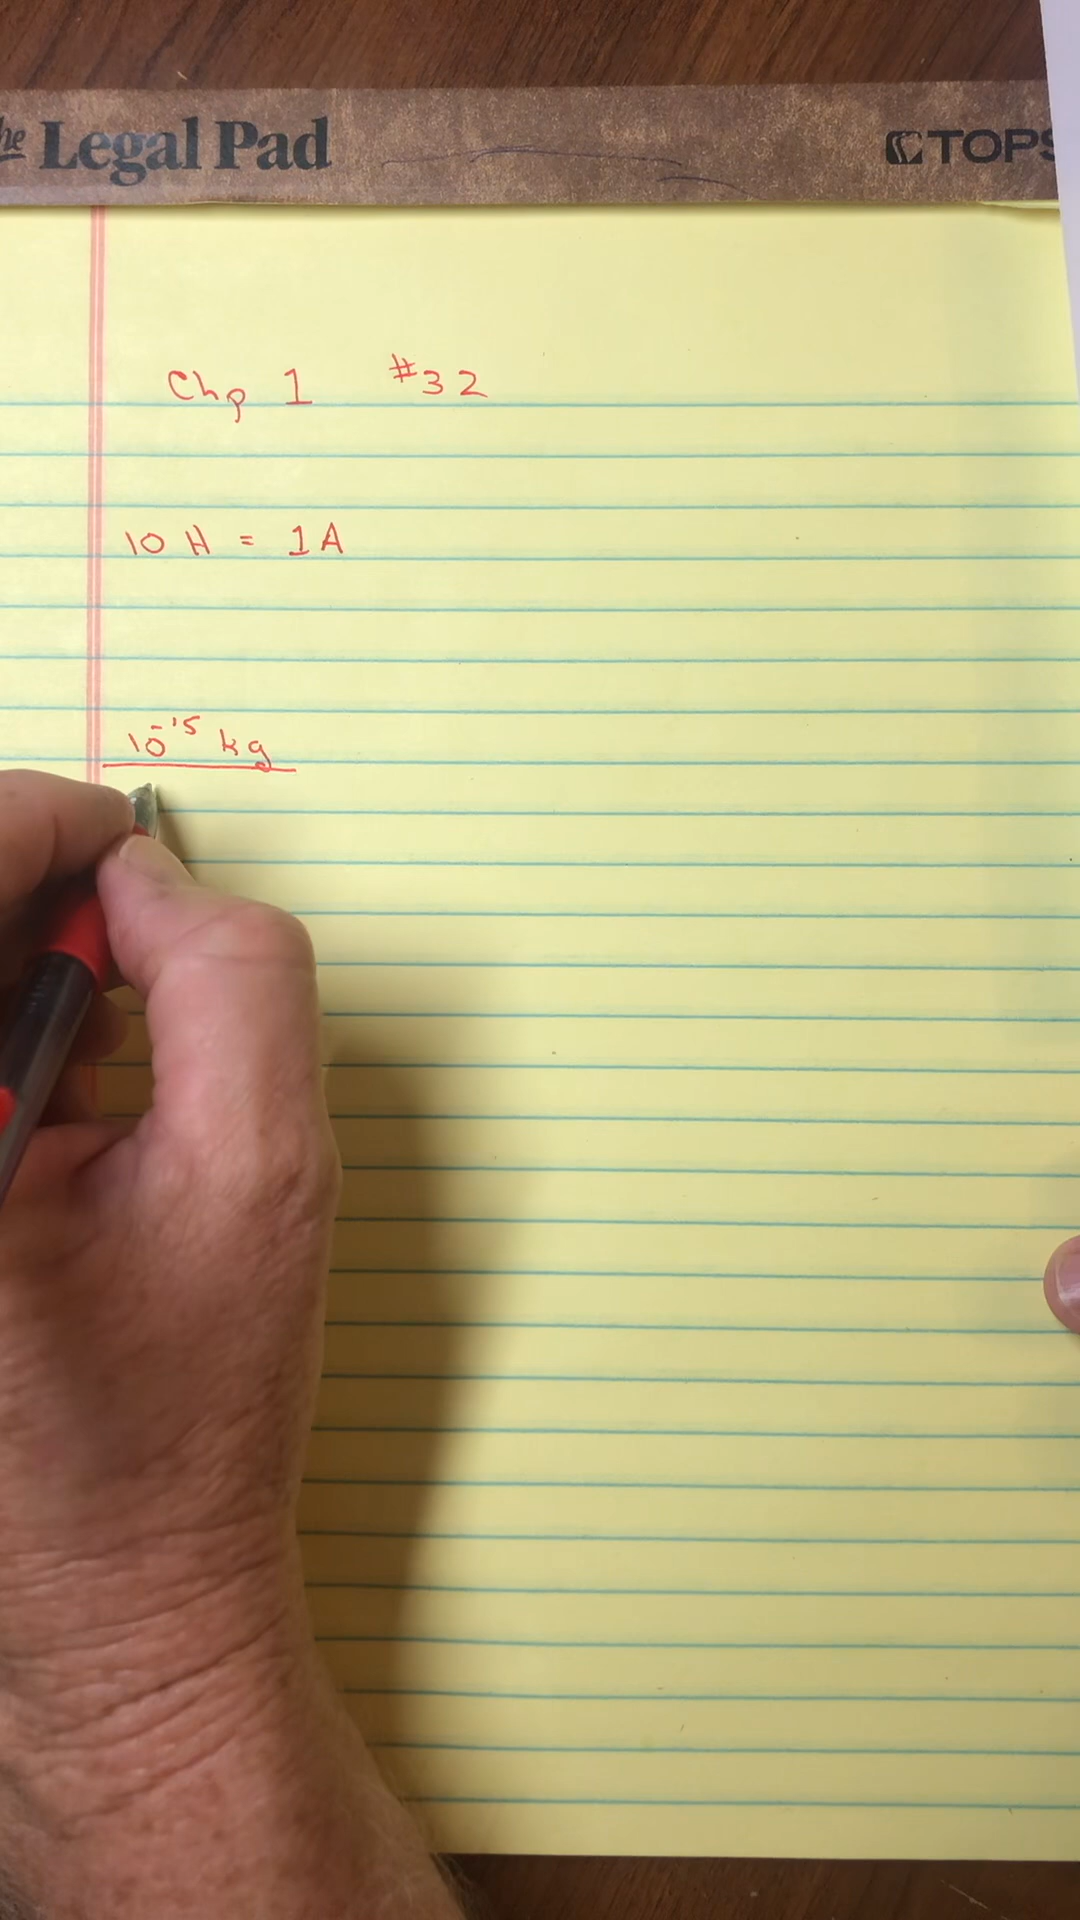 The Legal Pad
TOPS
Chp 1 #32
10 H = 1 A
10⁻¹⁵ kg